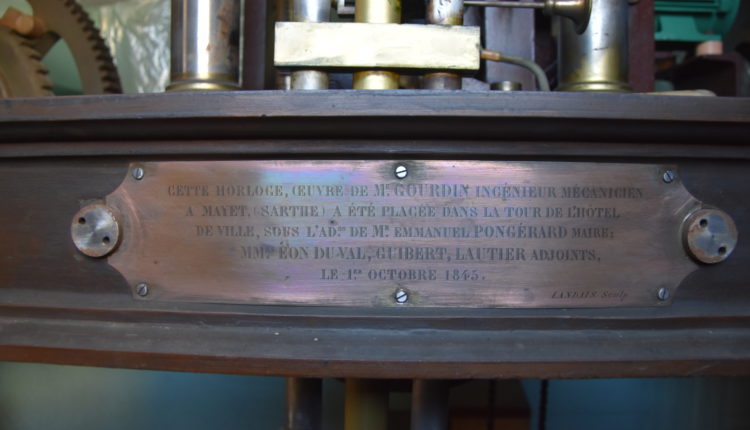 CETTE HORLOGE, ŒUVRE DE Mr. GOURDIN INGÉNIEUR MÉCANICIEN
A MAYET, (SARTHE) A ÉTÉ PLACÉE DANS LA TOUR DE L'HÔTEL
DE VILLE, SOUS L'ADon. DE Mr. EMMANUEL PONGÉRARD MAIRE;
MMrs. ÉON DUVAL, GUIBERT, LAUTIER ADJOINTS,
LE 1er OCTOBRE 1845.
LANDAIS Sculp